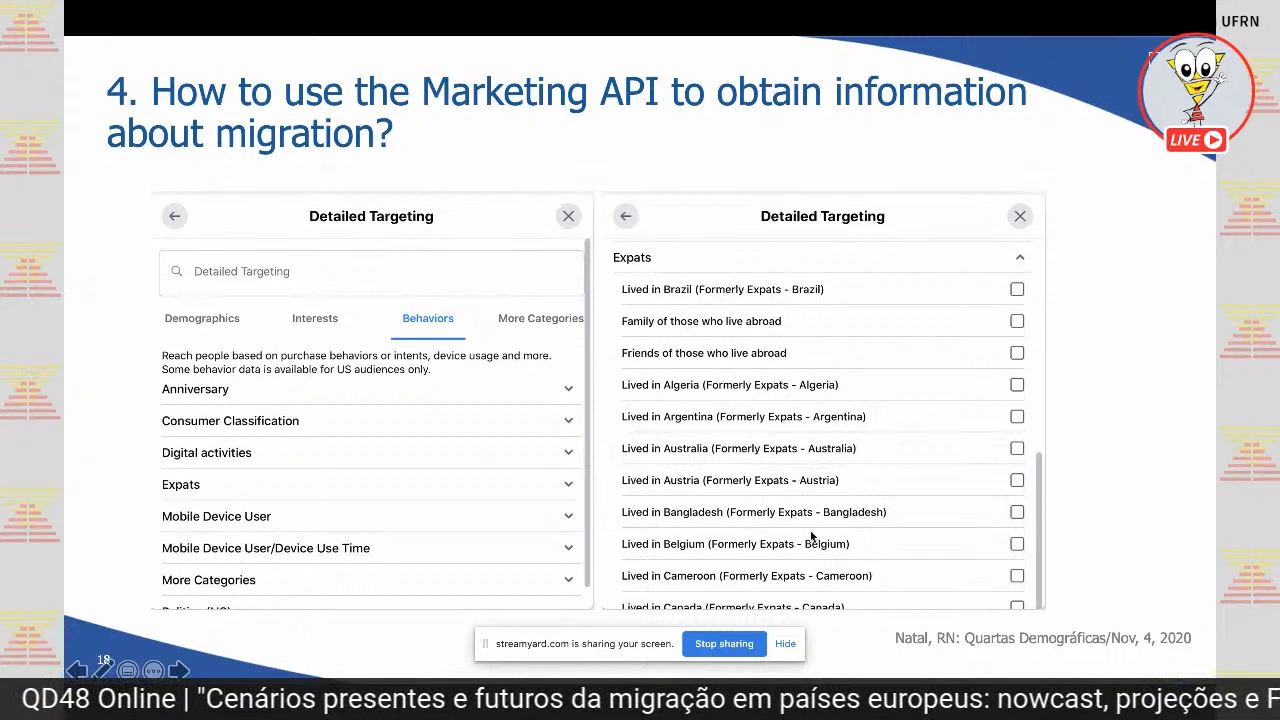 UFRN
LIVE
4. How to use the Marketing API to obtain information
about migration?
Detailed Targeting
Detailed Targeting
Demographics
Interests
Behaviors
More Categories
Reach people based on purchase behaviors or intents, device usage and more.
Some behavior data is available for US audiences only.
Anniversary
Consumer Classification
Digital activities
Expats
Mobile Device User
Mobile Device User/Device Use Time
More Categories
Detailed Targeting
Expats
Lived in Brazil (Formerly Expats - Brazil)
Family of those who live abroad
Friends of those who live abroad
Lived in Algeria (Formerly Expats - Algeria)
Lived in Argentina (Formerly Expats - Argentina)
Lived in Australia (Formerly Expats - Australia)
Lived in Austria (Formerly Expats - Austria)
Lived in Bangladesh (Formerly Expats - Bangladesh)
Lived in Belgium (Formerly Expats - Belgium)
Lived in Cameroon (Formerly Expats - Cameroon)
Lived in Canada (Formerly Expats - Canada)
streamyard.com is sharing your screen.
Stop sharing
Hide
Natal, RN: Quartas Demográficas/Nov, 4, 2020
18
QD48 Online | "Cenários presentes e futuros da migração em países europeus: nowcast, projeções e F